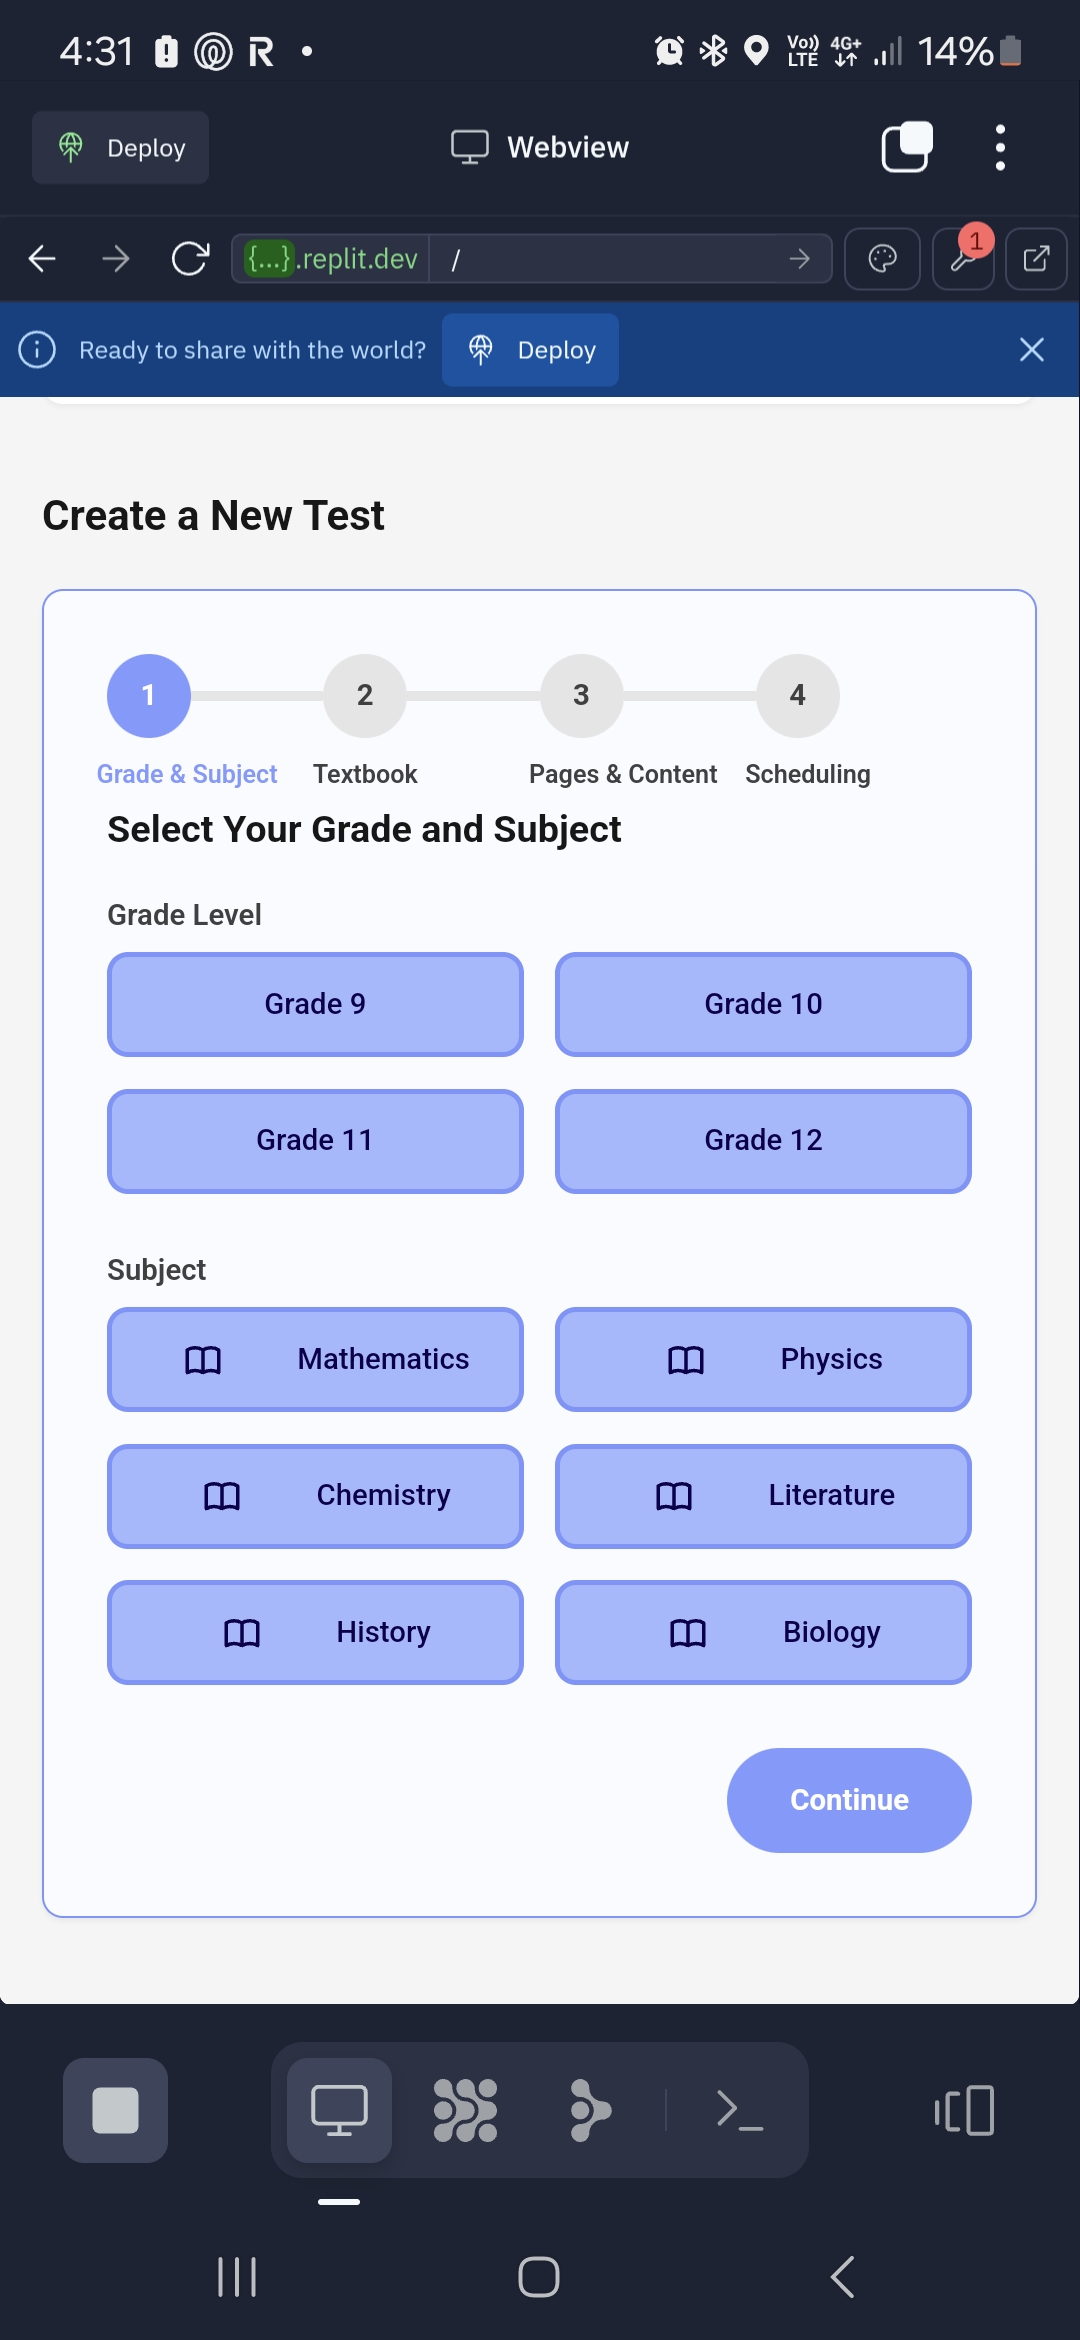 4:31 Vo)) LTE 4G+ 14%
Deploy Webview
{...}.replit.dev / 1
Ready to share with the world? Deploy
Create a New Test
1 2 3 4
Grade & Subject Textbook Pages & Content Scheduling
Select Your Grade and Subject
Grade Level
Grade 9 Grade 10
Grade 11 Grade 12
Subject
Mathematics Physics
Chemistry Literature
History Biology
Continue